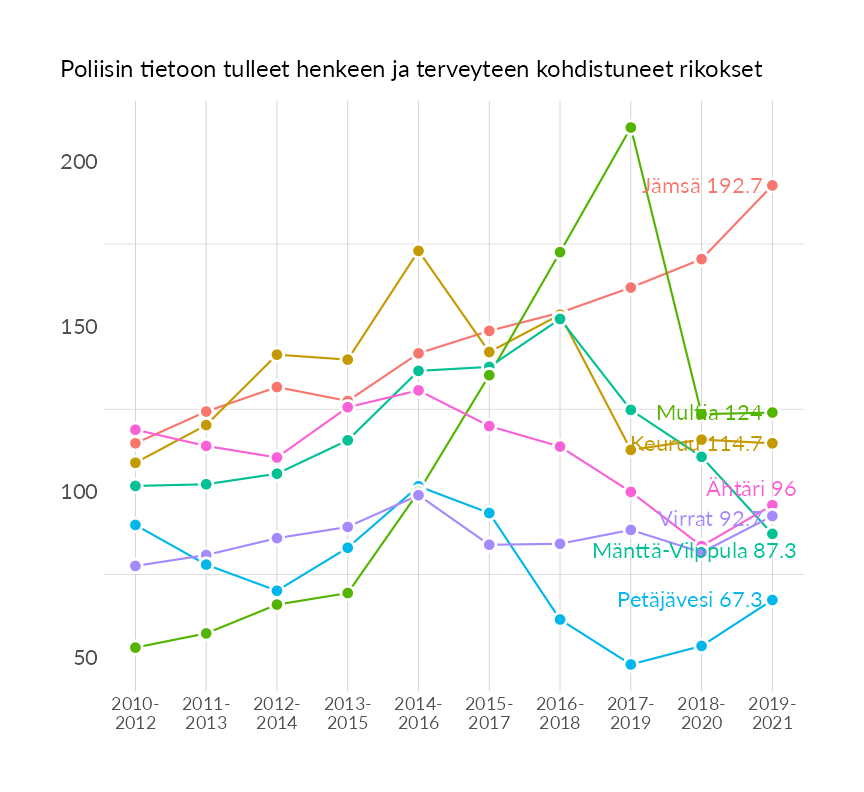 Poliisin tietoon tulleet henkeen ja terveyteen kohdistuneet rikokset
200
150
100
50
Jämsä 192.7
Multia 124
Keuruu 114.7
Ähtäri 96
Virrat 92.7
Mänttä-Vilppula 87.3
Petäjävesi 67.3
2010- 2011- 2012- 2013- 2014- 2015- 2016- 2017- 2018- 2019-
2012 2013 2014 2015 2016 2017 2018 2019 2020 2021